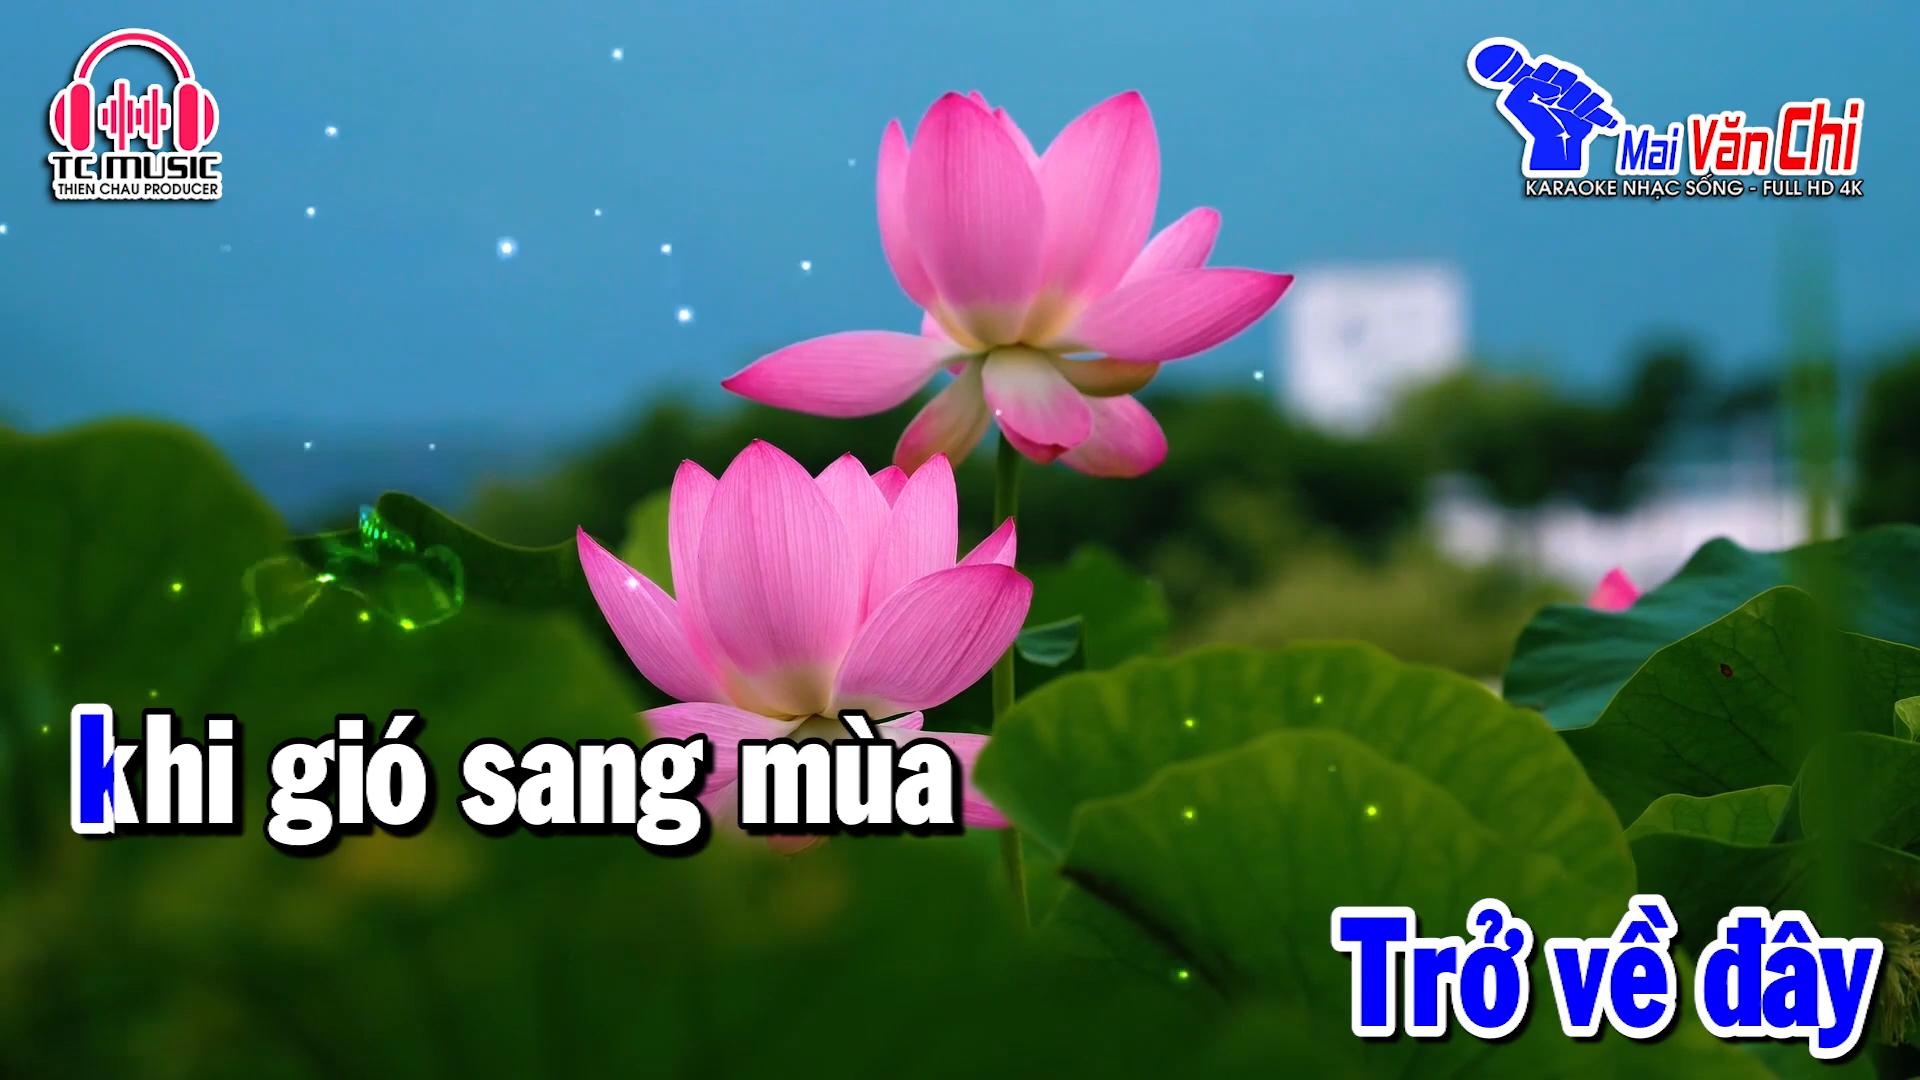 TC MUSIC
THIEN CHAU PRODUCER
Mai Văn Chi
KARAOKE NHẠC SỐNG - FULL HD 4K
khi gió sang mùa
Trở về đây